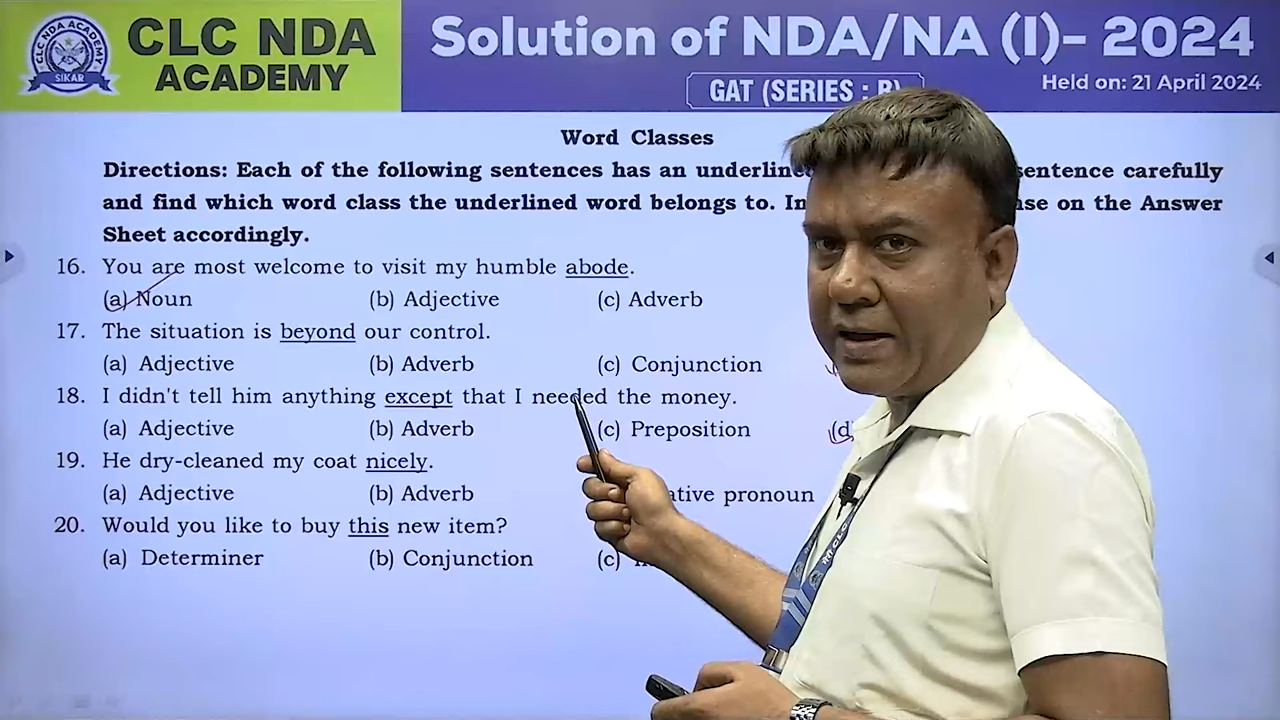 CLC NDA ACADEMY
SIKAR
CLC NDA
ACADEMY
Solution of NDA/NA (I)- 2024
GAT (SERIES : B)
Held on: 21 April 2024
Word Classes
Directions: Each of the following sentences has an underlined sentence carefully
and find which word class the underlined word belongs to. on the Answer
Sheet accordingly.
16. You are most welcome to visit my humble abode.
(a) Noun (b) Adjective (c) Adverb
17. The situation is beyond our control.
(a) Adjective (b) Adverb (c) Conjunction
18. I didn't tell him anything except that I needed the money.
(a) Adjective (b) Adverb (c) Preposition (d)
19. He dry-cleaned my coat nicely.
(a) Adjective (b) Adverb pronoun
20. Would you like to buy this new item?
(a) Determiner (b) Conjunction (c)